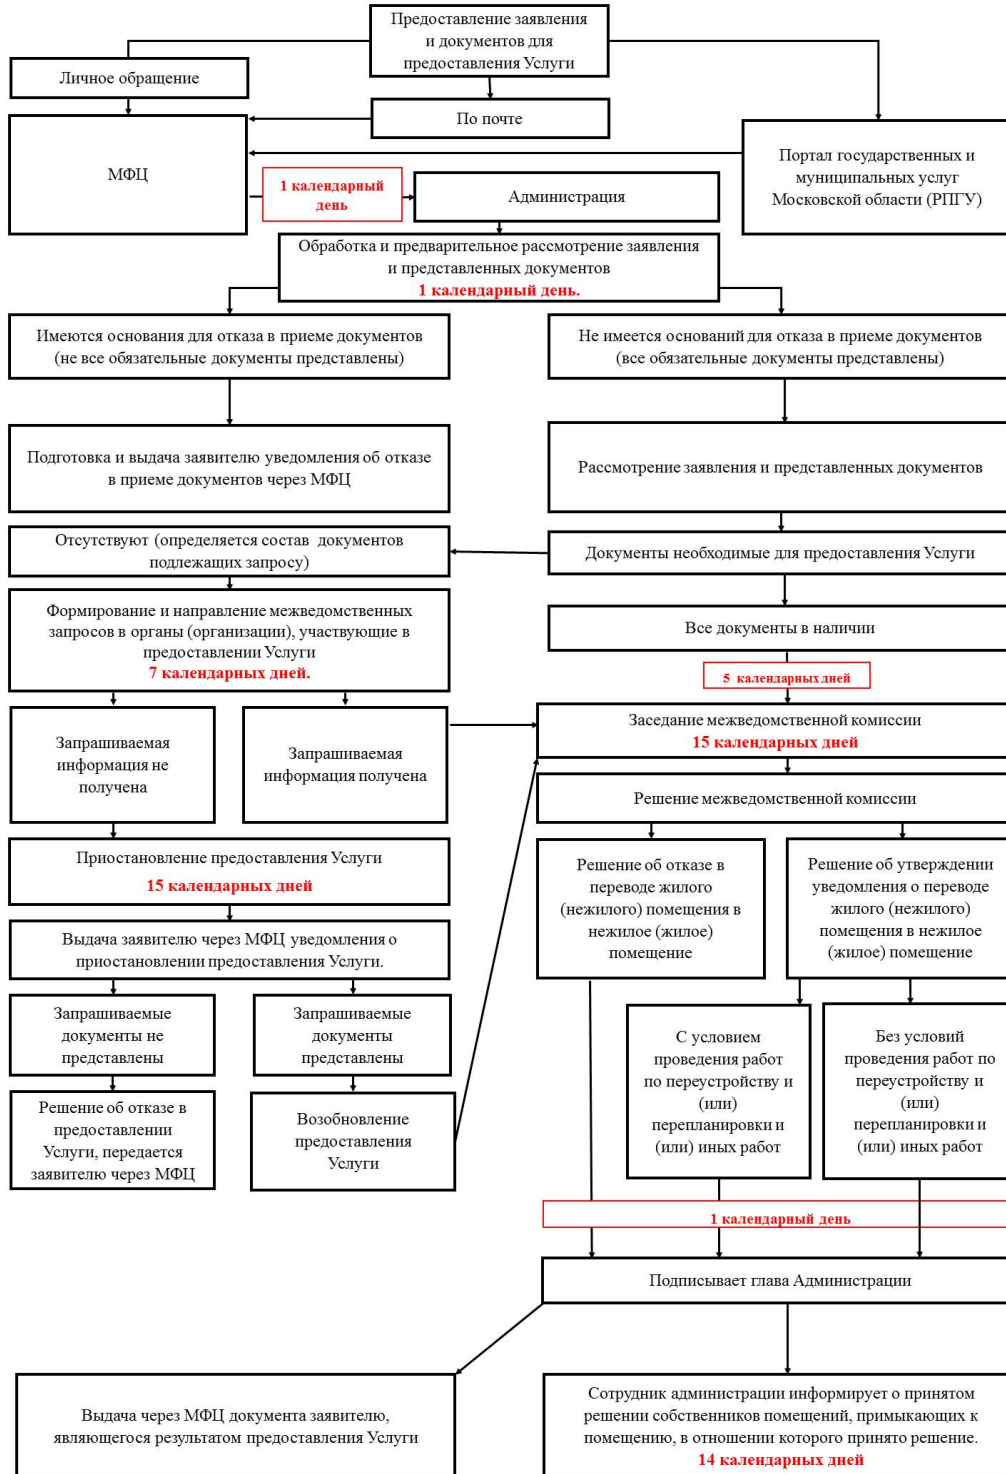 Предоставление заявления
и документов для
предоставления Услуги
Личное обращение
По почте
МФЦ
Портал государственных и
муниципальных услуг
Московской области (РПГУ)
1 календарный
день
Администрация
Обработка и предварительное рассмотрение заявления
и представленных документов
1 календарный день.
Имеются основания для отказа в приеме документов
(не все обязательные документы представлены)
Не имеется оснований для отказа в приеме документов
(все обязательные документы представлены)
Подготовка и выдача заявителю уведомления об отказе
в приеме документов через МФЦ
Рассмотрение заявления и представленных документов
Отсутствуют (определяется состав документов
подлежащих запросу)
Документы необходимые для предоставления Услуги
Формирование и направление межведомственных
запросов в органы (организации), участвующие в
предоставлении Услуги
7 календарных дней.
Все документы в наличии
5 календарных дней
Запрашиваемая
информация не
получена
Запрашиваемая
информация получена
Заседание межведомственной комиссии
15 календарных дней
Решение межведомственной комиссии
Приостановление предоставления Услуги
15 календарных дней
Решение об отказе в
переводе жилого
(нежилого) помещения в
нежилое (жилое)
помещение
Решение об утверждении
уведомления о переводе
жилого (нежилого)
помещения в нежилое
(жилое) помещение
Выдача заявителю через МФЦ уведомления о
приостановлении предоставления Услуги.
Запрашиваемые
документы не
представлены
Запрашиваемые
документы
представлены
С условием
проведения работ
по переустройству и
(или)
перепланировки и
(или) иных работ
Без условий
проведения работ по
переустройству и
(или)
перепланировки и
(или) иных работ
Решение об отказе в
предоставлении
Услуги, передается
заявителю через МФЦ
Возобновление
предоставления
Услуги
1 календарный день
Подписывает глава Администрации
Выдача через МФЦ документа заявителю,
являющегося результатом предоставления Услуги
Сотрудник администрации информирует о принятом
решении собственников помещений, примыкающих к
помещению, в отношении которого принято решение.
14 календарных дней